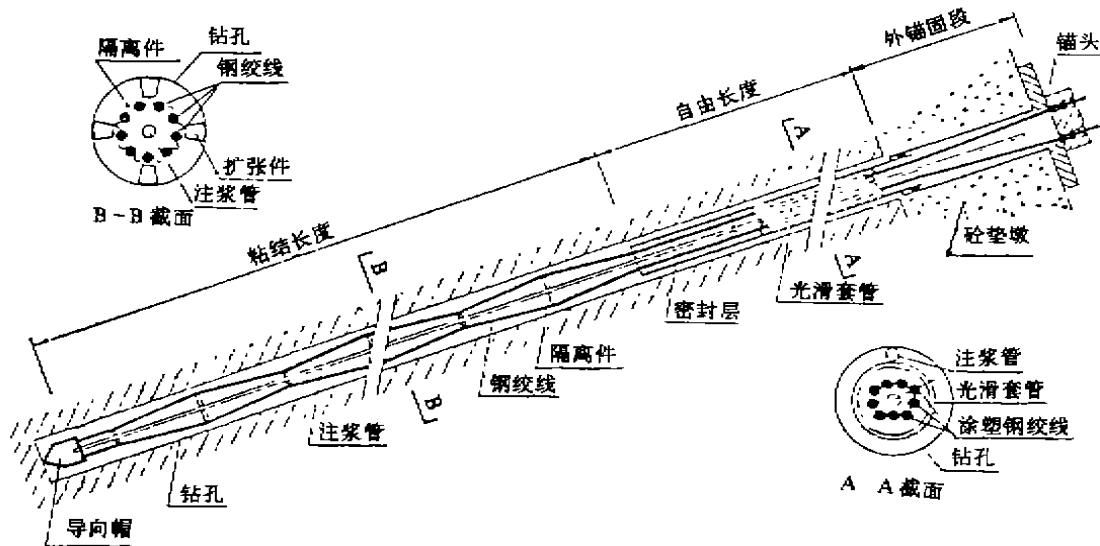 钻孔
隔离件
钢绞线
扩张件
注浆管
B-B截面
外锚固段
锚头
自由长度
A
粘结长度
B
砼垫墩
A
光滑套管
密封层
隔离件
钢绞线
B
注浆管
钻孔
导向帽
注浆管
光滑套管
涂塑钢绞线
钻孔
A A截面